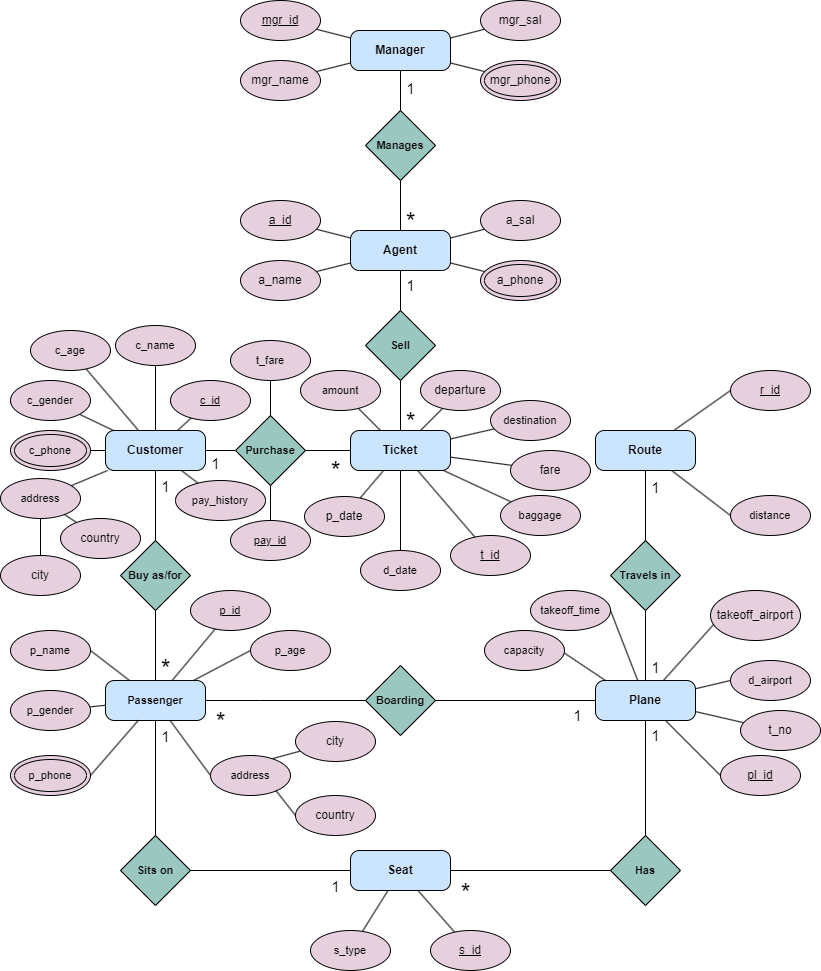 mgr_id
mgr_sal
Manager
mgr_name
mgr_phone
1
Manages
*
a_id
a_sal
Agent
a_name
a_phone
1
Sell
c_name
c_age
t_fare
amount
departure
r_id
c_gender
c_id
*
destination
c_phone
Customer
1
Purchase
*
Ticket
Route
fare
address
1
pay_history
1
p_date
baggage
distance
country
pay_id
t_id
city
Buy as/for
d_date
Travels in
p_id
takeoff_time
takeoff_airport
p_name
*
p_age
capacity
1
d_airport
p_gender
Passenger
*
Boarding
1
Plane
t_no
1
city
1
p_phone
address
pl_id
country
Sits on
1
Seat
*
Has
s_type
s_id